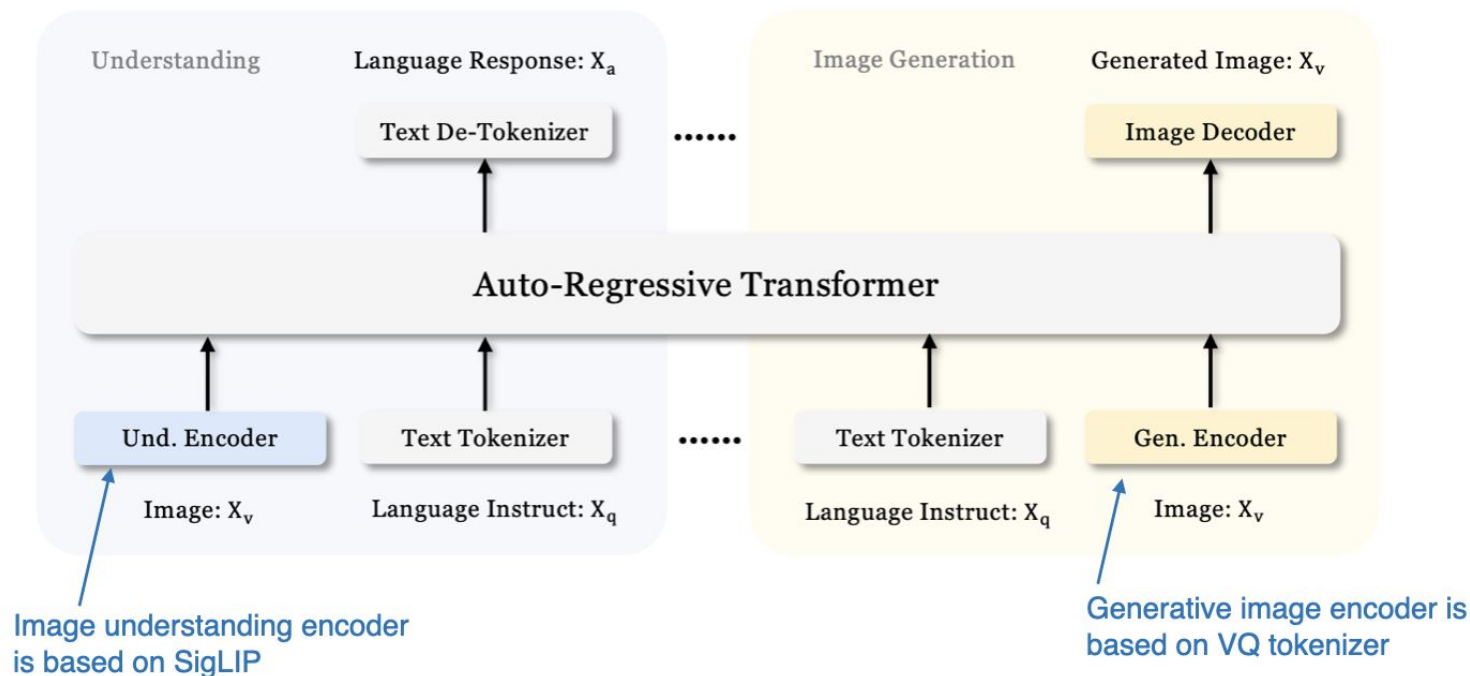 Understanding
Language Response: Xₐ
Image Generation
Generated Image: Xᵥ
Text De-Tokenizer
......
Image Decoder
Auto-Regressive Transformer
Und. Encoder
Text Tokenizer
......
Text Tokenizer
Gen. Encoder
Image: Xᵥ
Language Instruct: X_q
Language Instruct: X_q
Image: Xᵥ
Image understanding encoder
is based on SigLIP
Generative image encoder is
based on VQ tokenizer